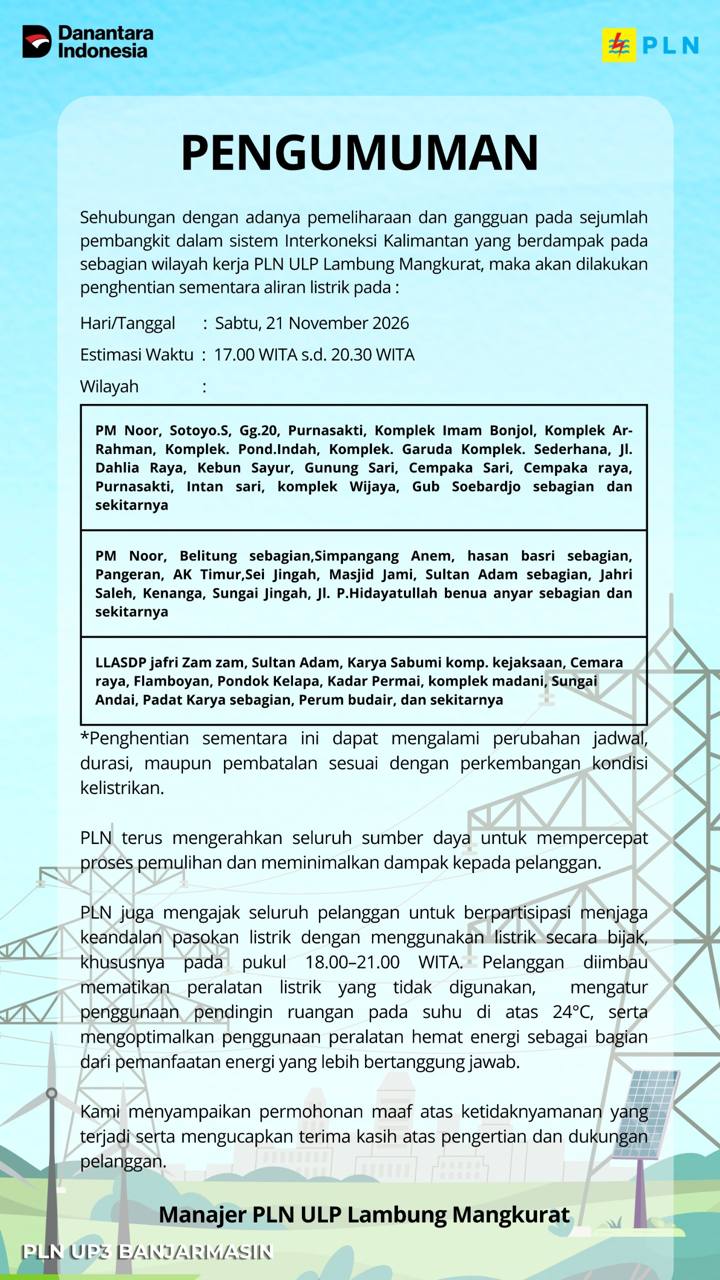 Danantara
Indonesia
PLN
PENGUMUMAN
Sehubungan dengan adanya pemeliharaan dan gangguan pada sejumlah
pembangkit dalam sistem Interkoneksi Kalimantan yang berdampak pada
sebagian wilayah kerja PLN ULP Lambung Mangkurat, maka akan dilakukan
penghentian sementara aliran listrik pada :
Hari/Tanggal : Sabtu, 21 November 2026
Estimasi Waktu : 17.00 WITA s.d. 20.30 WITA
Wilayah :
PM Noor, Sotoyo.S, Gg.20, Purnasakti, Komplek Imam Bonjol, Komplek Ar-
Rahman, Komplek. Pond.Indah, Komplek. Garuda Komplek. Sederhana, Jl.
Dahlia Raya, Kebun Sayur, Gunung Sari, Cempaka Sari, Cempaka raya,
Purnasakti, Intan sari, komplek Wijaya, Gub Soebardjo sebagian dan
sekitarnya
PM Noor, Belitung sebagian,Simpangang Anem, hasan basri sebagian,
Pangeran, AK Timur,Sei Jingah, Masjid Jami, Sultan Adam sebagian, Jahri
Saleh, Kenanga, Sungai Jingah, Jl. P.Hidayatullah benua anyar sebagian dan
sekitarnya
LLASDP jafri Zam zam, Sultan Adam, Karya Sabumi komp. kejaksaan, Cemara
raya, Flamboyan, Pondok Kelapa, Kadar Permai, komplek madani, Sungai
Andai, Padat Karya sebagian, Perum budair, dan sekitarnya
*Penghentian sementara ini dapat mengalami perubahan jadwal,
durasi, maupun pembatalan sesuai dengan perkembangan kondisi
kelistrikan.
PLN terus mengerahkan seluruh sumber daya untuk mempercepat
proses pemulihan dan meminimalkan dampak kepada pelanggan.
PLN juga mengajak seluruh pelanggan untuk berpartisipasi menjaga
keandalan pasokan listrik dengan menggunakan listrik secara bijak,
khususnya pada pukul 18.00–21.00 WITA. Pelanggan diimbau
mematikan peralatan listrik yang tidak digunakan, mengatur
penggunaan pendingin ruangan pada suhu di atas 24°C, serta
mengoptimalkan penggunaan peralatan hemat energi sebagai bagian
dari pemanfaatan energi yang lebih bertanggung jawab.
Kami menyampaikan permohonan maaf atas ketidaknyamanan yang
terjadi serta mengucapkan terima kasih atas pengertian dan dukungan
pelanggan.
Manajer PLN ULP Lambung Mangkurat
PLN UP3 BANJARMASIN